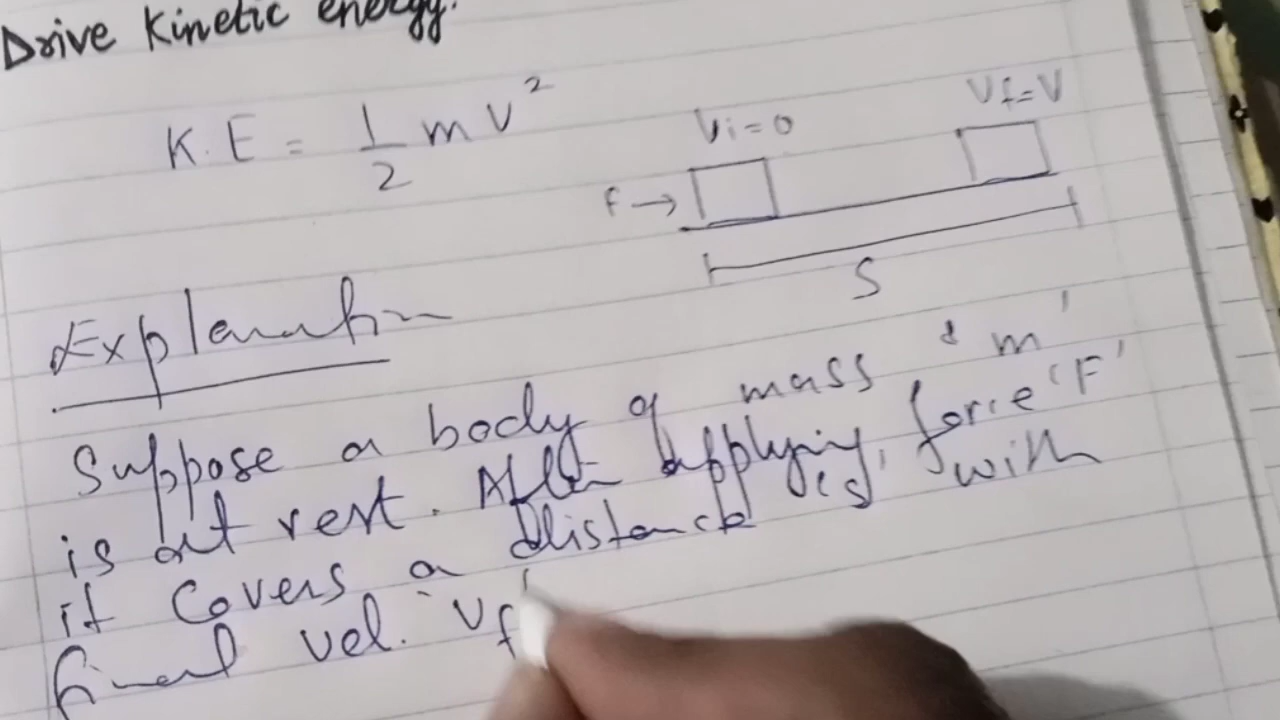 Drive Kinetic energy.
K.E = 1/2 mv²
Vi=0
Vf=V
F→
S
Explanation
Suppose a body of mass 'm'
is at rest. After applying force 'F'
it covers a distance 's' with
final vel. 'Vf'